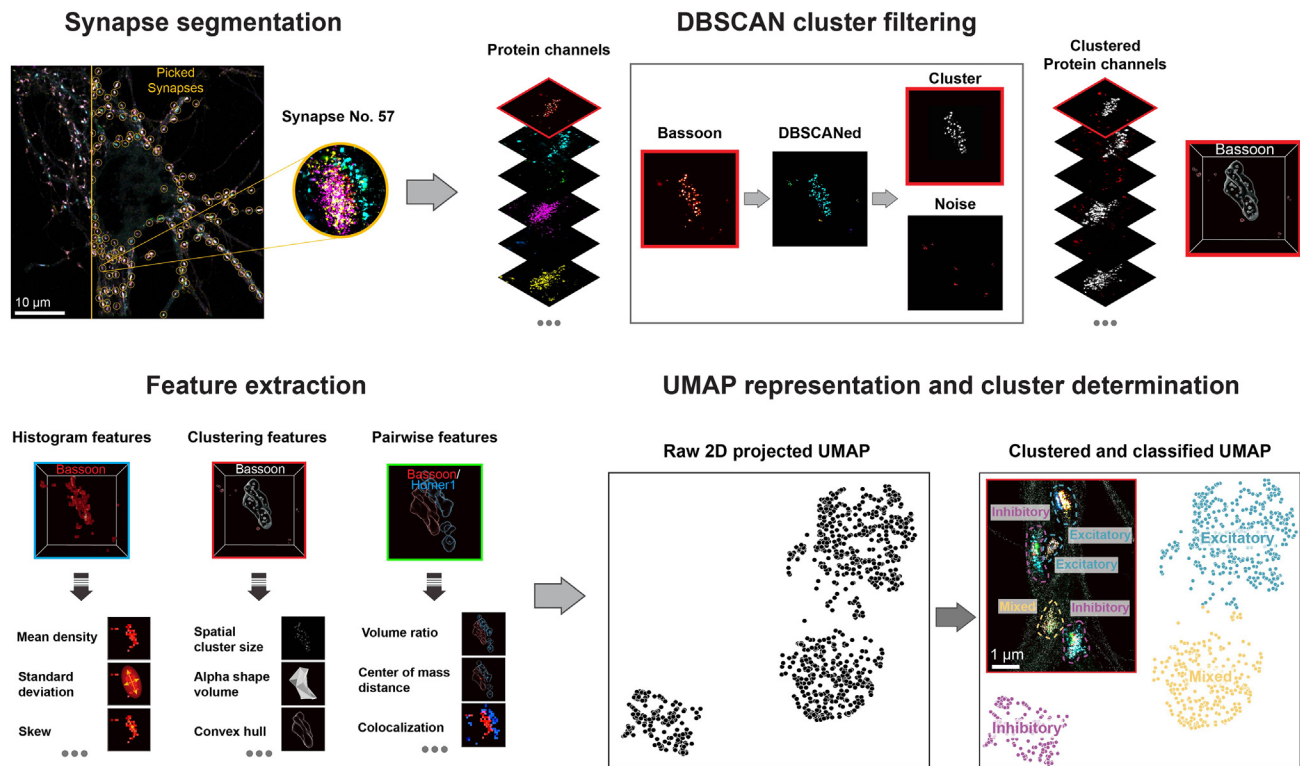 Synapse segmentation
DBSCAN cluster filtering
Picked
Synapses
Synapse No. 57
10 µm
Protein channels
Bassoon
DBSCANed
Cluster
Noise
Clustered
Protein channels
Bassoon
Feature extraction
UMAP representation and cluster determination
Histogram features
Clustering features
Pairwise features
Bassoon
Bassoon
Bassoon/
Homer1
Mean density
Standard
deviation
Skew
Spatial
cluster size
Alpha shape
volume
Convex hull
Volume ratio
Center of mass
distance
Colocalization
Raw 2D projected UMAP
Clustered and classified UMAP
Inhibitory
Excitatory
Excitatory
Mixed
Inhibitory
1 µm
Excitatory
Mixed
Inhibitory